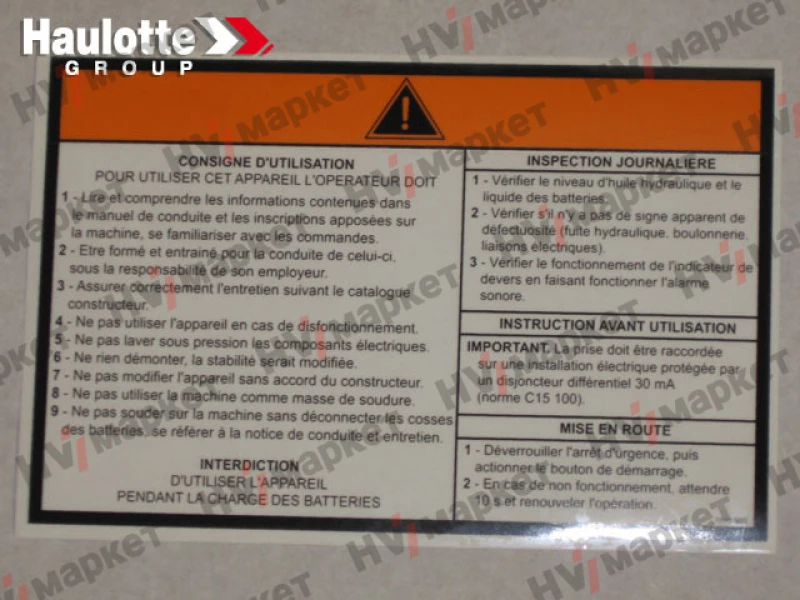 Haulotte
GROUP
CONSIGNE D'UTILISATION
POUR UTILISER CET APPAREIL L'OPERATEUR DOIT
1 - Lire et comprendre les informations contenues dans
le manuel de conduite et les inscriptions apposées sur
la machine, se familiariser avec les commandes.
2 - Etre formé et entrainé pour la conduite de celui-ci,
sous la responsabilité de son employeur.
3 - Assurer correctement l'entretien suivant le catalogue
constructeur.
4 - Ne pas utiliser l'appareil en cas de disfonctionnement.
5 - Ne pas laver sous pression les composants électriques.
6 - Ne rien démonter, la stabilité serait modifiée.
7 - Ne pas modifier l'appareil sans accord du constructeur.
8 - Ne pas utiliser la machine comme masse de soudure.
9 - Ne pas souder sur la machine sans déconnecter les cosses
des batteries, se référer à la notice de conduite et entretien.
INTERDICTION
D'UTILISER L'APPAREIL
PENDANT LA CHARGE DES BATTERIES
INSPECTION JOURNALIERE
1 - Vérifier le niveau d'huile hydraulique et le
liquide des batteries.
2 - Vérifier s'il n'y a pas de signe apparent de
défectuosité (fuite hydraulique, boulonnerie,
liaisons electriques).
3 - Vérifier le fonctionnement de l'indicateur de
devers en faisant fonctionner l'alarme
sonore.
INSTRUCTION AVANT UTILISATION
IMPORTANT. La prise doit être raccordée
sur une installation électrique protégée par
un disjoncteur différentiel 30 mA
(norme C15 100).
MISE EN ROUTE
1 - Déverrouiller l'arrêt d'urgence, puis
actionner le bouton de démarrage.
2 - En cas de non fonctionnement, attendre
10 s et renouveler l'opération.
HVi Маркет